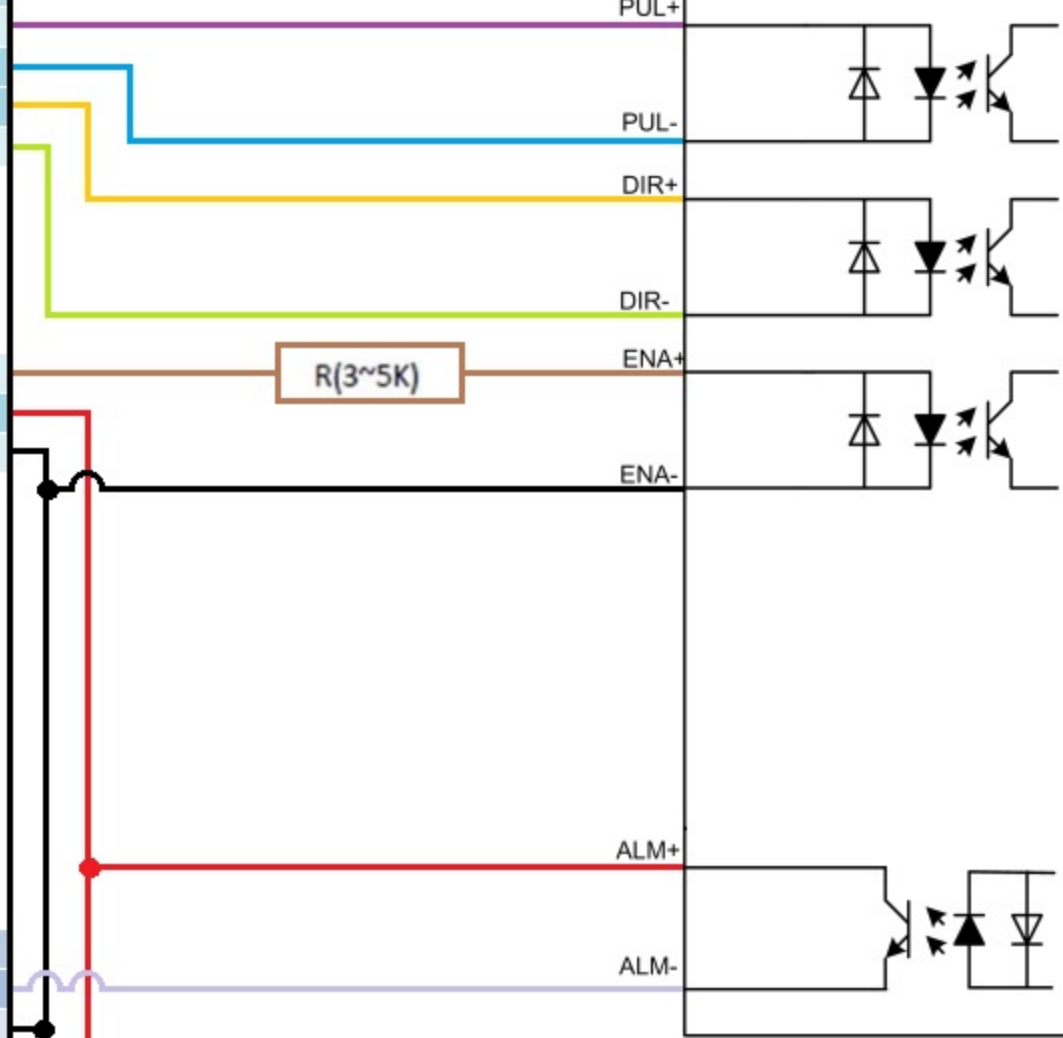 PUL+
PUL-
DIR+
DIR-
ENA+
R(3~5K)
ENA-
ALM+
ALM-